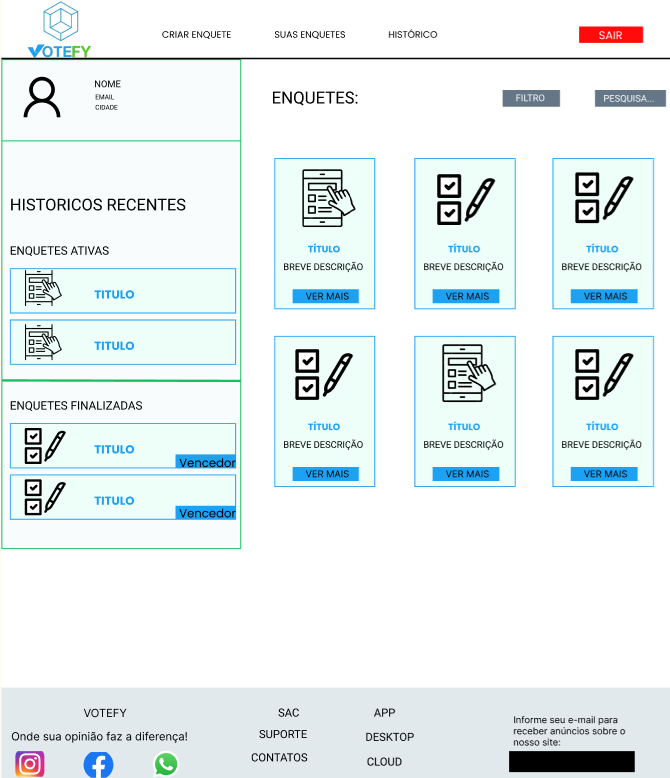 VOTEFY
CRIAR ENQUETE
SUAS ENQUETES
HISTÓRICO
SAIR
NOME
EMAIL
CIDADE
HISTORICOS RECENTES
ENQUETES ATIVAS
TITULO
TITULO
ENQUETES FINALIZADAS
TITULO
Vencedor
TITULO
Vencedor
ENQUETES:
FILTRO
PESQUISA...
TÍTULO
BREVE DESCRIÇÃO
VER MAIS
TÍTULO
BREVE DESCRIÇÃO
VER MAIS
TÍTULO
BREVE DESCRIÇÃO
VER MAIS
TÍTULO
BREVE DESCRIÇÃO
VER MAIS
TÍTULO
BREVE DESCRIÇÃO
VER MAIS
TÍTULO
BREVE DESCRIÇÃO
VER MAIS
VOTEFY
Onde sua opinião faz a diferença!
SAC
SUPORTE
CONTATOS
APP
DESKTOP
CLOUD
Informe seu e-mail para
receber anúncios sobre o
nosso site: